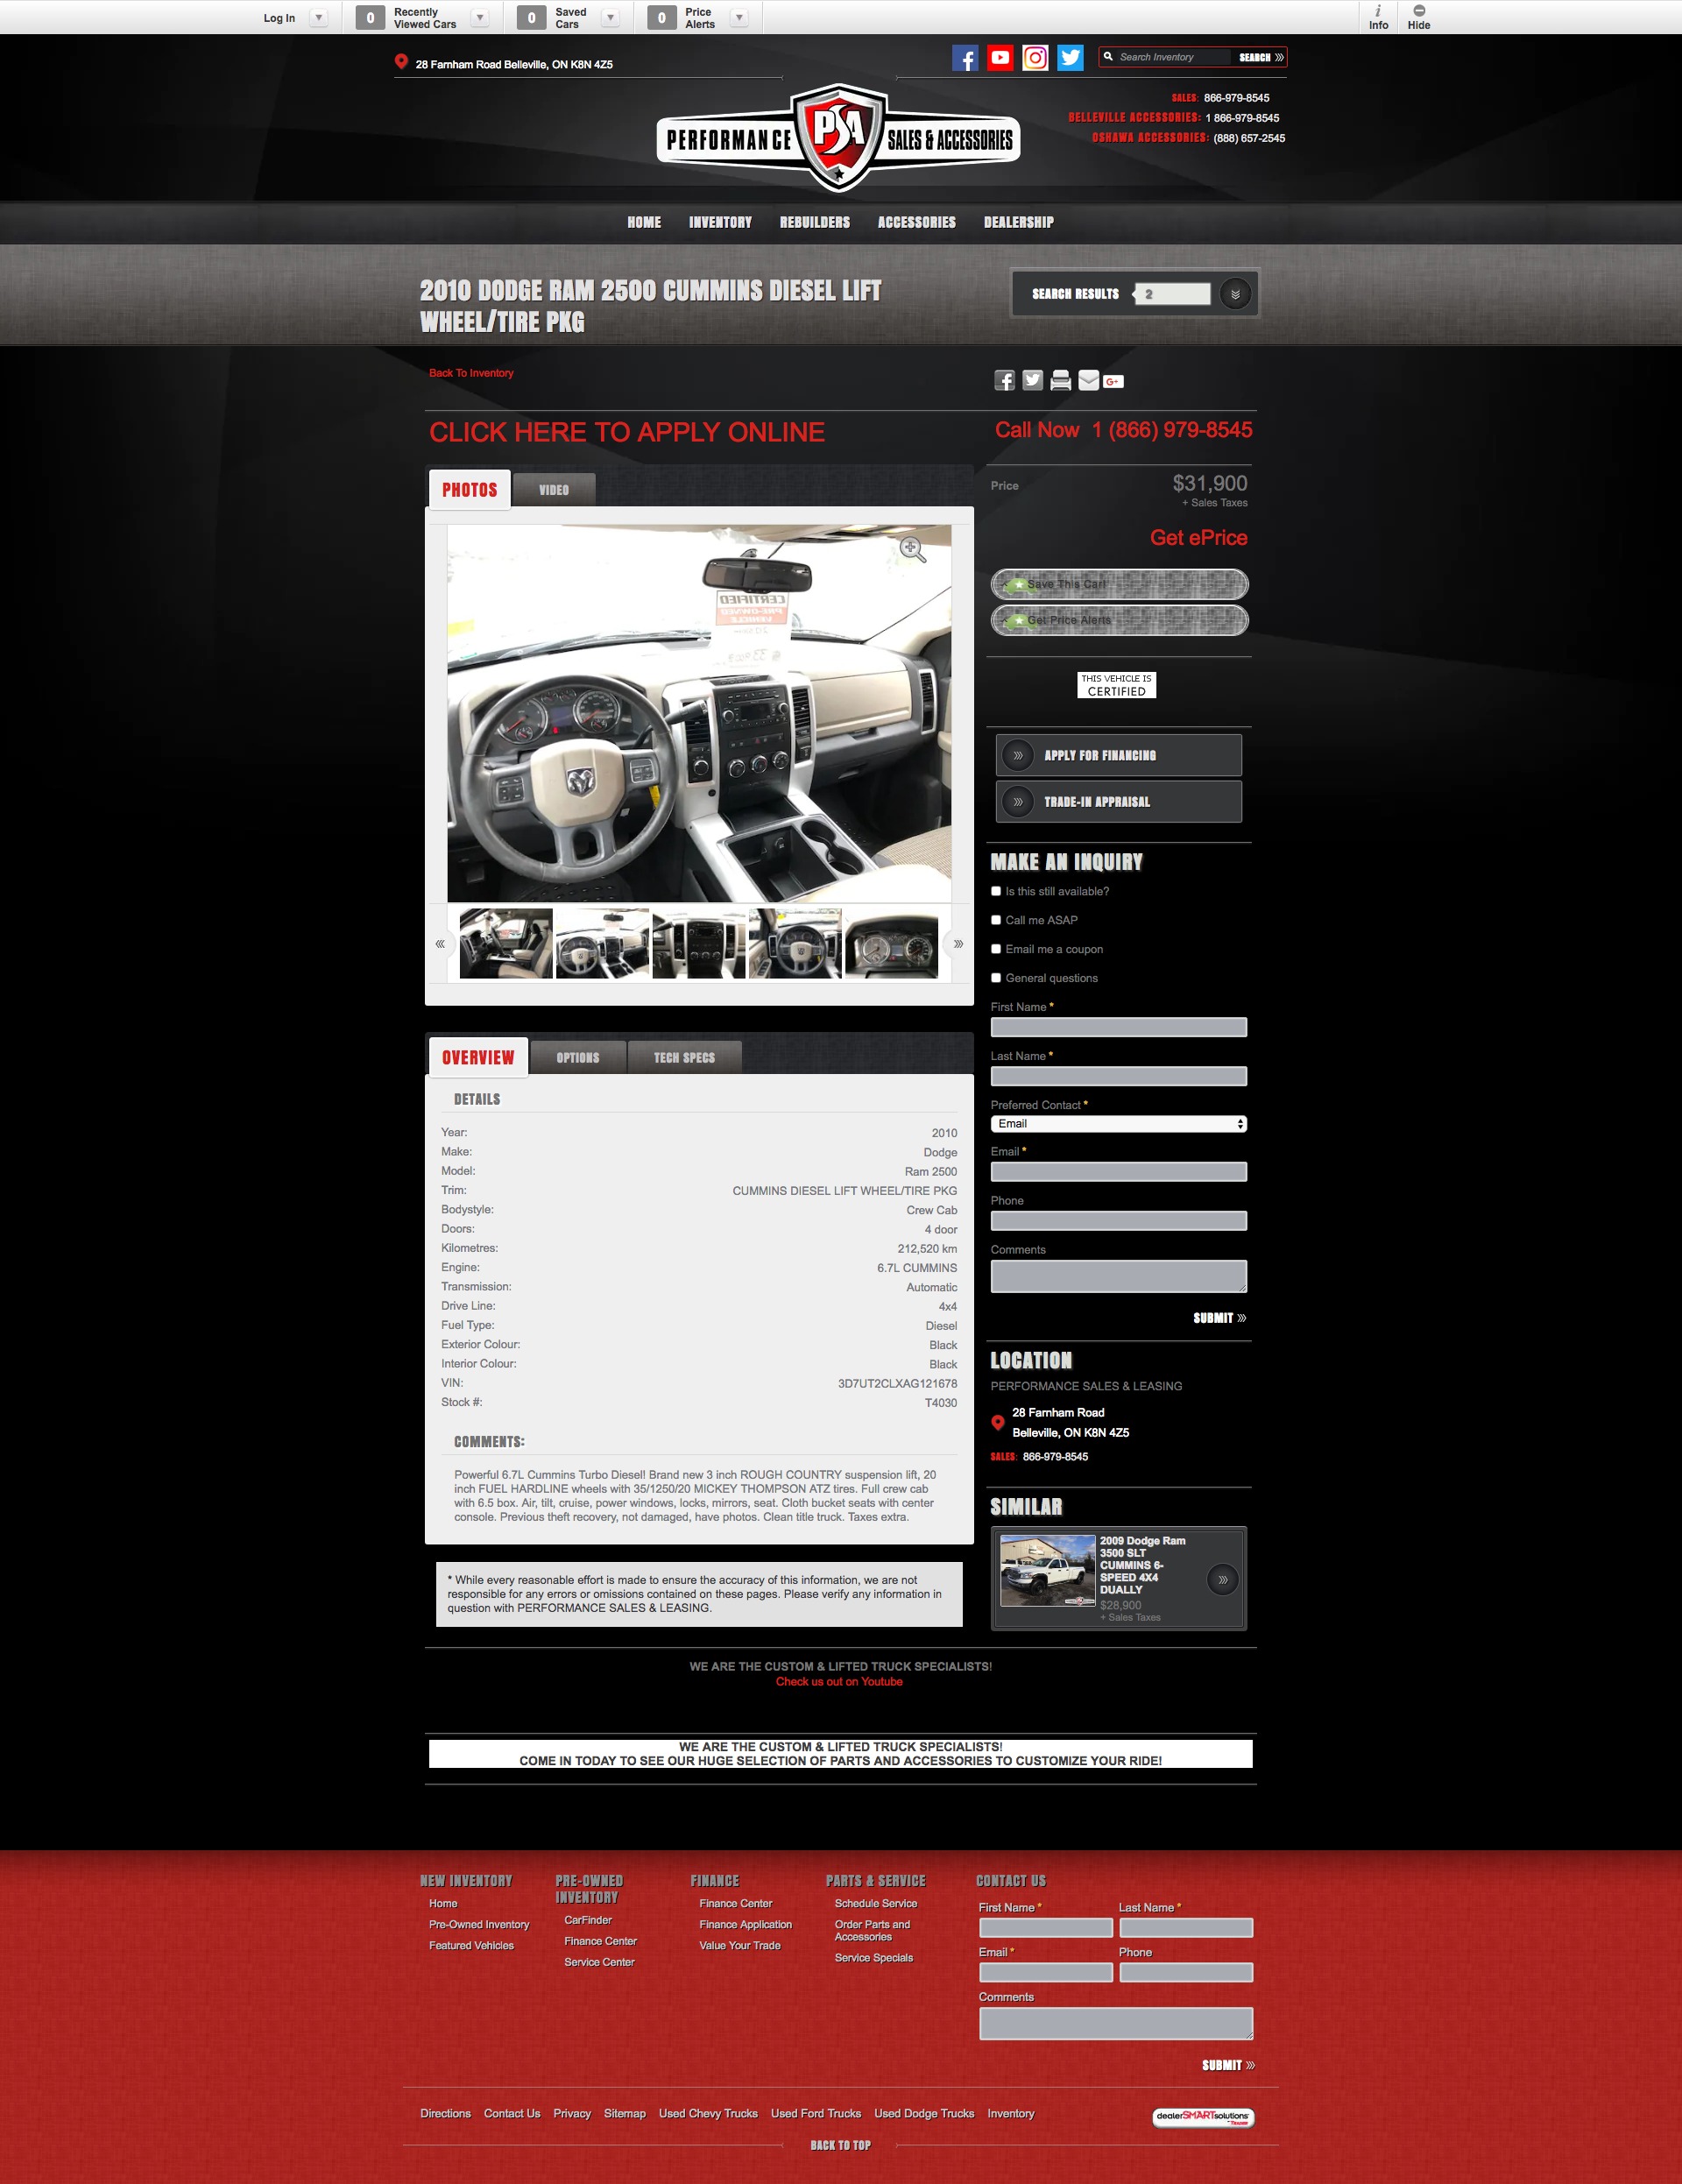 Log In
0 Recently Viewed Cars
0 Saved Cars
0 Price Alerts
Info
Hide
28 Farnham Road Belleville, ON K8N 4Z5
Search Inventory
SEARCH
SALES: 866-979-8545
BELLEVILLE ACCESSORIES: 1 866-979-8545
OSHAWA ACCESSORIES: (888) 657-2545
PERFORMANCE PSA SALES & ACCESSORIES
HOME INVENTORY REBUILDERS ACCESSORIES DEALERSHIP
2010 DODGE RAM 2500 CUMMINS DIESEL LIFT
WHEEL/TIRE PKG
SEARCH RESULTS 2
Back To Inventory
G+
CLICK HERE TO APPLY ONLINE
Call Now 1 (866) 979-8545
PHOTOS VIDEO
CERTIFIED
PRE-OWNED
VEHICLE
Price $31,900
+ Sales Taxes
Get ePrice
Save This Car!
Get Price Alerts
THIS VEHICLE IS
CERTIFIED
APPLY FOR FINANCING
TRADE-IN APPRAISAL
MAKE AN INQUIRY
Is this still available?
Call me ASAP
Email me a coupon
General questions
First Name *
Last Name *
Preferred Contact *
Email
Email *
Phone
Comments
SUBMIT
OVERVIEW OPTIONS TECH SPECS
DETAILS
Year: 2010
Make: Dodge
Model: Ram 2500
Trim: CUMMINS DIESEL LIFT WHEEL/TIRE PKG
Bodystyle: Crew Cab
Doors: 4 door
Kilometres: 212,520 km
Engine: 6.7L CUMMINS
Transmission: Automatic
Drive Line: 4x4
Fuel Type: Diesel
Exterior Colour: Black
Interior Colour: Black
VIN: 3D7UT2CLXAG121678
Stock #: T4030
COMMENTS:
Powerful 6.7L Cummins Turbo Diesel! Brand new 3 inch ROUGH COUNTRY suspension lift, 20
inch FUEL HARDLINE wheels with 35/1250/20 MICKEY THOMPSON ATZ tires. Full crew cab
with 6.5 box. Air, tilt, cruise, power windows, locks, mirrors, seat. Cloth bucket seats with center
console. Previous theft recovery, not damaged, have photos. Clean title truck. Taxes extra.
* While every reasonable effort is made to ensure the accuracy of this information, we are not
responsible for any errors or omissions contained on these pages. Please verify any information in
question with PERFORMANCE SALES & LEASING.
LOCATION
PERFORMANCE SALES & LEASING
28 Farnham Road
Belleville, ON K8N 4Z5
SALES: 866-979-8545
SIMILAR
2009 Dodge Ram
3500 SLT
CUMMINS 6-
SPEED 4X4
DUALLY
$28,900
+ Sales Taxes
WE ARE THE CUSTOM & LIFTED TRUCK SPECIALISTS!
Check us out on Youtube
WE ARE THE CUSTOM & LIFTED TRUCK SPECIALISTS!
COME IN TODAY TO SEE OUR HUGE SELECTION OF PARTS AND ACCESSORIES TO CUSTOMIZE YOUR RIDE!
NEW INVENTORY
Home
Pre-Owned Inventory
Featured Vehicles
PRE-OWNED
INVENTORY
CarFinder
Finance Center
Service Center
FINANCE
Finance Center
Finance Application
Value Your Trade
PARTS & SERVICE
Schedule Service
Order Parts and
Accessories
Service Specials
CONTACT US
First Name * Last Name *
Email * Phone
Comments
SUBMIT
Directions Contact Us Privacy Sitemap Used Chevy Trucks Used Ford Trucks Used Dodge Trucks Inventory
dealerSMARTsolutions
BACK TO TOP